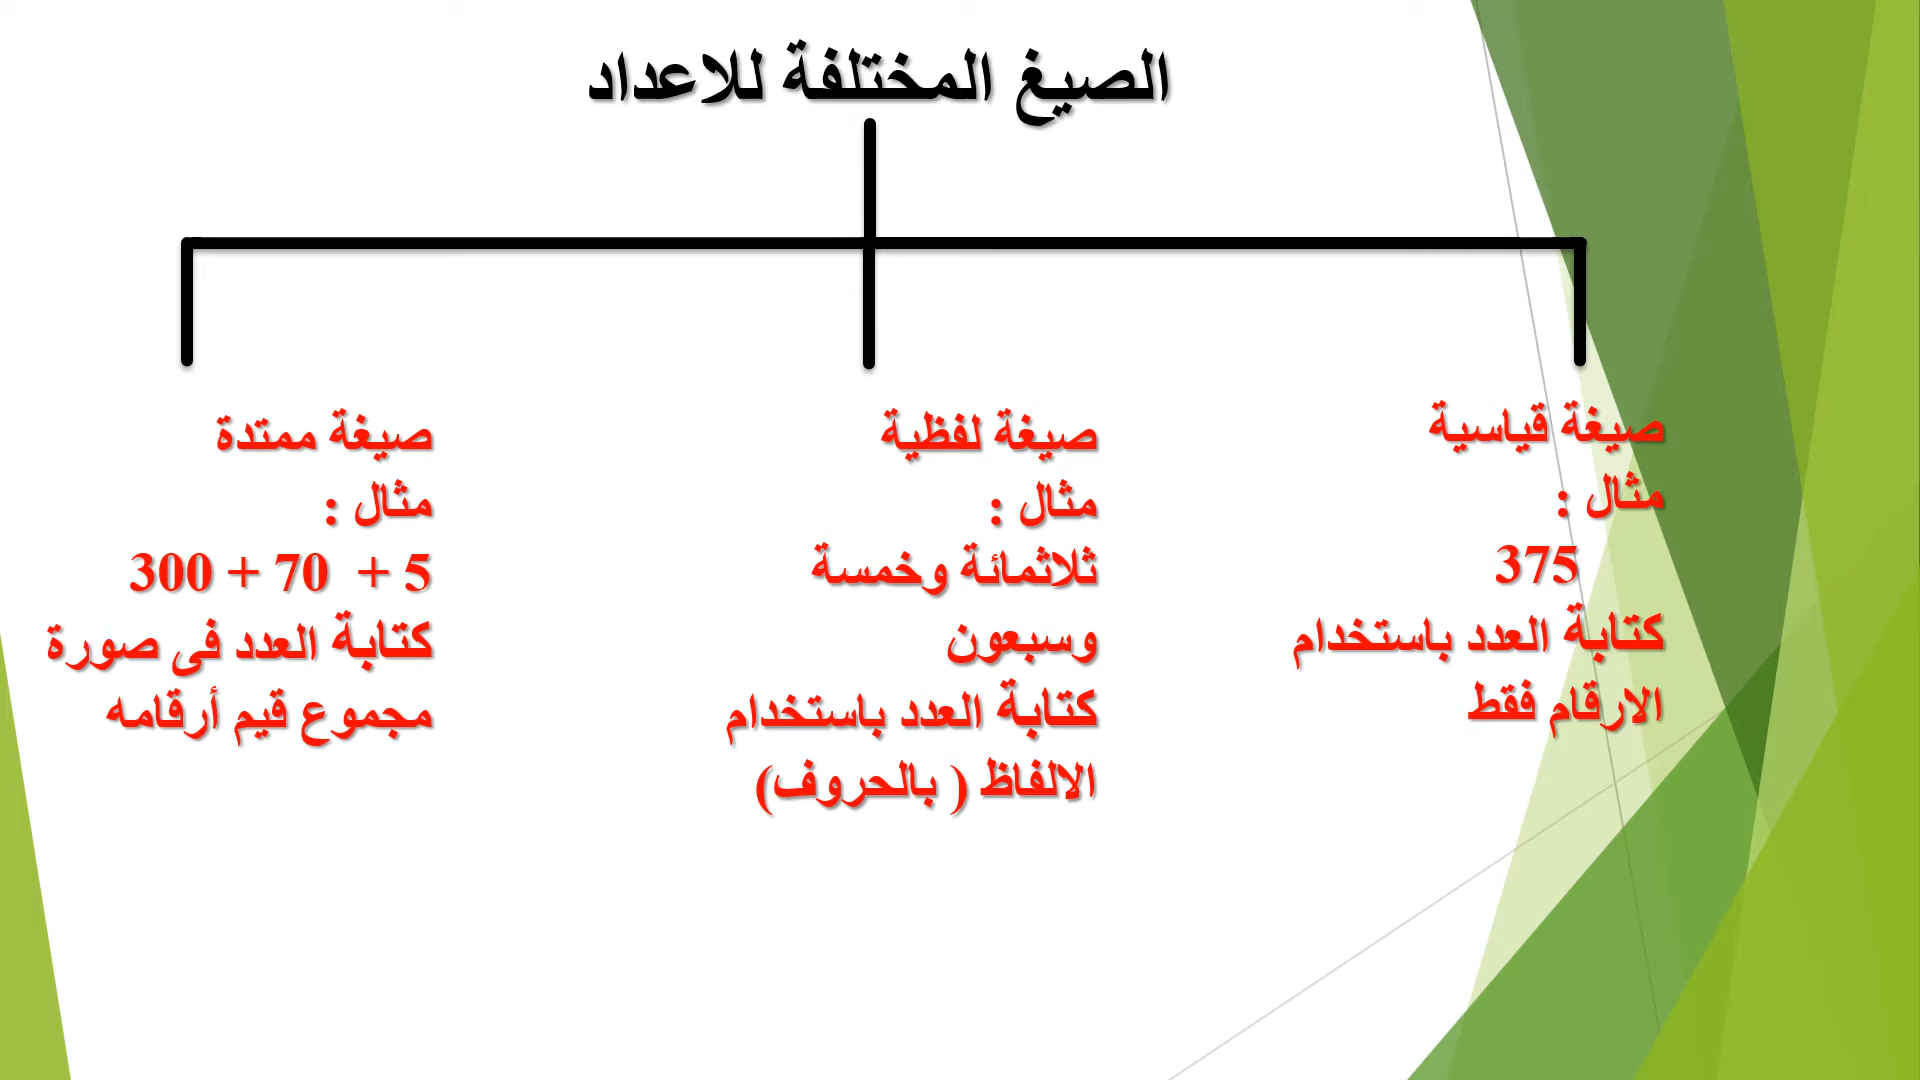 الصيغ المختلفة للاعداد
صيغة قياسية
مثال :
375
كتابة العدد باستخدام
الارقام فقط
صيغة لفظية
مثال :
ثلاثمائة وخمسة
وسبعون
كتابة العدد باستخدام
الالفاظ ( بالحروف)
صيغة ممتدة
مثال :
300 + 70 + 5
كتابة العدد فى صورة
مجموع قيم أرقامه